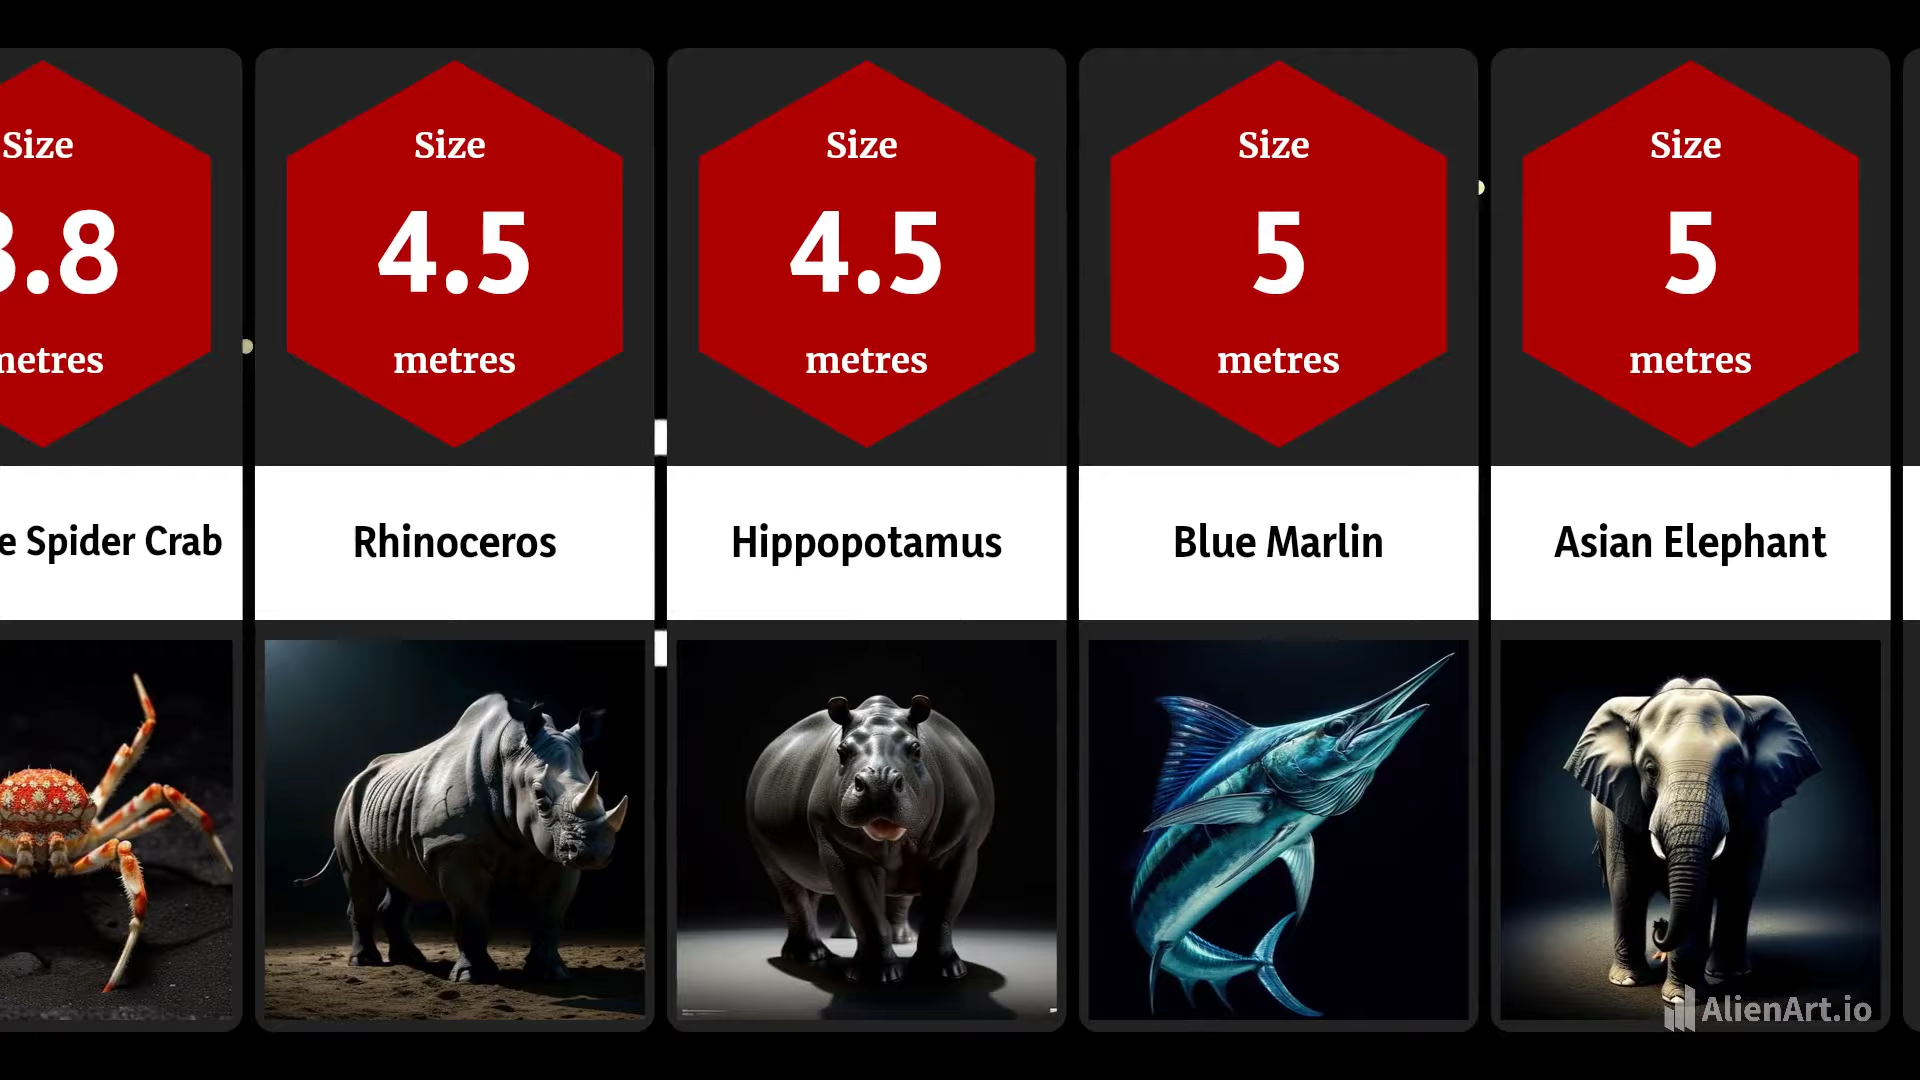 Size
.8
metres
e Spider Crab
Size
4.5
metres
Rhinoceros
Size
4.5
metres
Hippopotamus
Size
5
metres
Blue Marlin
Size
5
metres
Asian Elephant
AlienArt.io